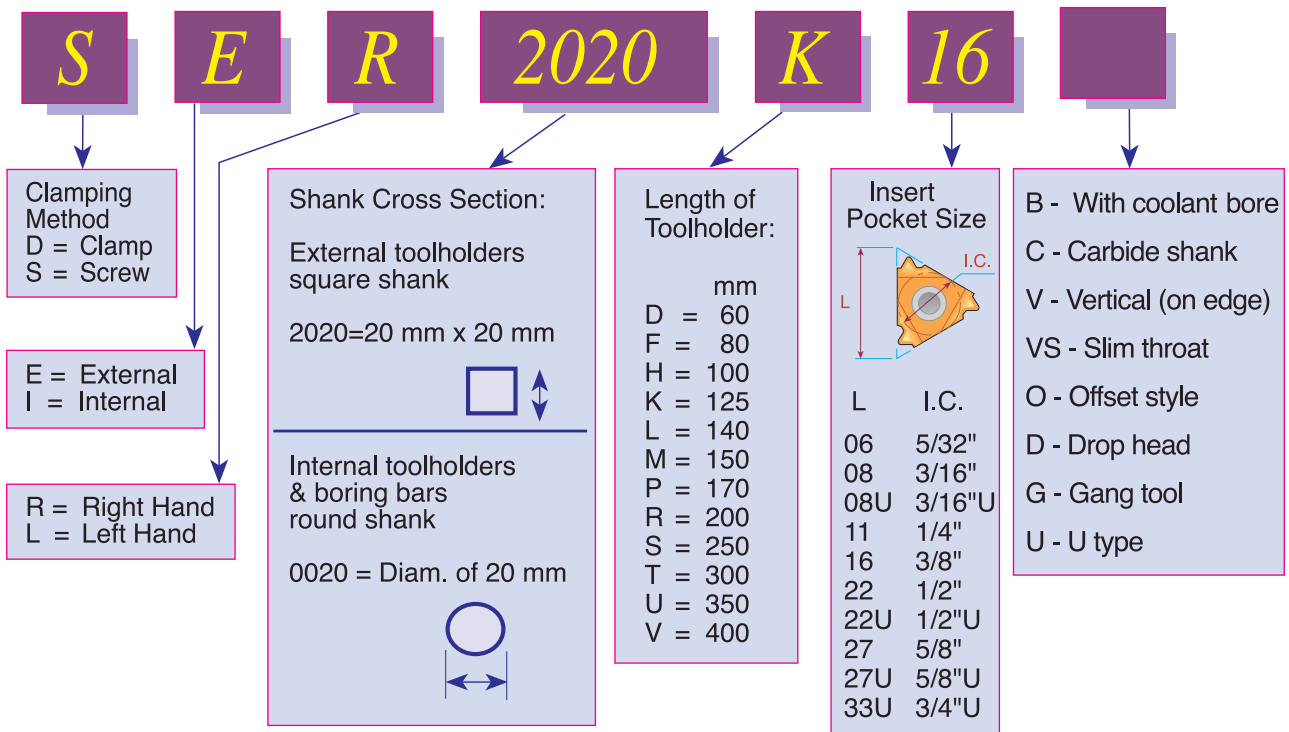 S E R 2020 K 16
Clamping
Method
D = Clamp
S = Screw
E = External
I = Internal
R = Right Hand
L = Left Hand
Shank Cross Section:
External toolholders
square shank
2020=20 mm x 20 mm
Internal toolholders
& boring bars
round shank
0020 = Diam. of 20 mm
Length of
Toolholder:
mm
D = 60
F = 80
H = 100
K = 125
L = 140
M = 150
P = 170
R = 200
S = 250
T = 300
U = 350
V = 400
Insert
Pocket Size
I.C.
L
L I.C.
06 5/32"
08 3/16"
08U 3/16"U
11 1/4"
16 3/8"
22 1/2"
22U 1/2"U
27 5/8"
27U 5/8"U
33U 3/4"U
B - With coolant bore
C - Carbide shank
V - Vertical (on edge)
VS - Slim throat
O - Offset style
D - Drop head
G - Gang tool
U - U type